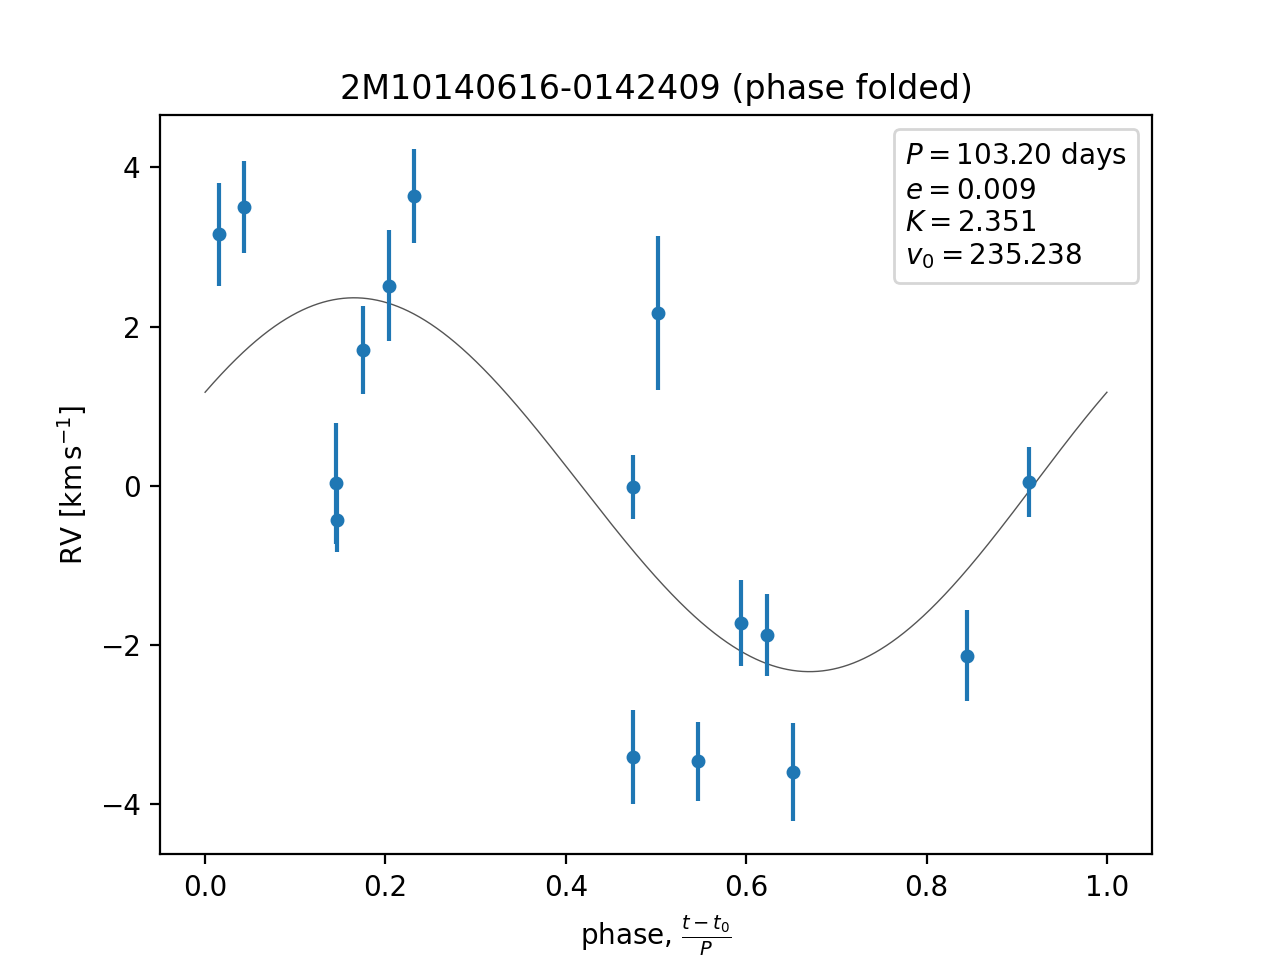 2M10140616-0142409 (phase folded)
P = 103.20 days
e = 0.009
K = 2.351
v₀ = 235.238
4
2
0
−2
−4
RV [km s⁻¹]
0.0 0.2 0.4 0.6 0.8 1.0
phase, (t − t₀)/P